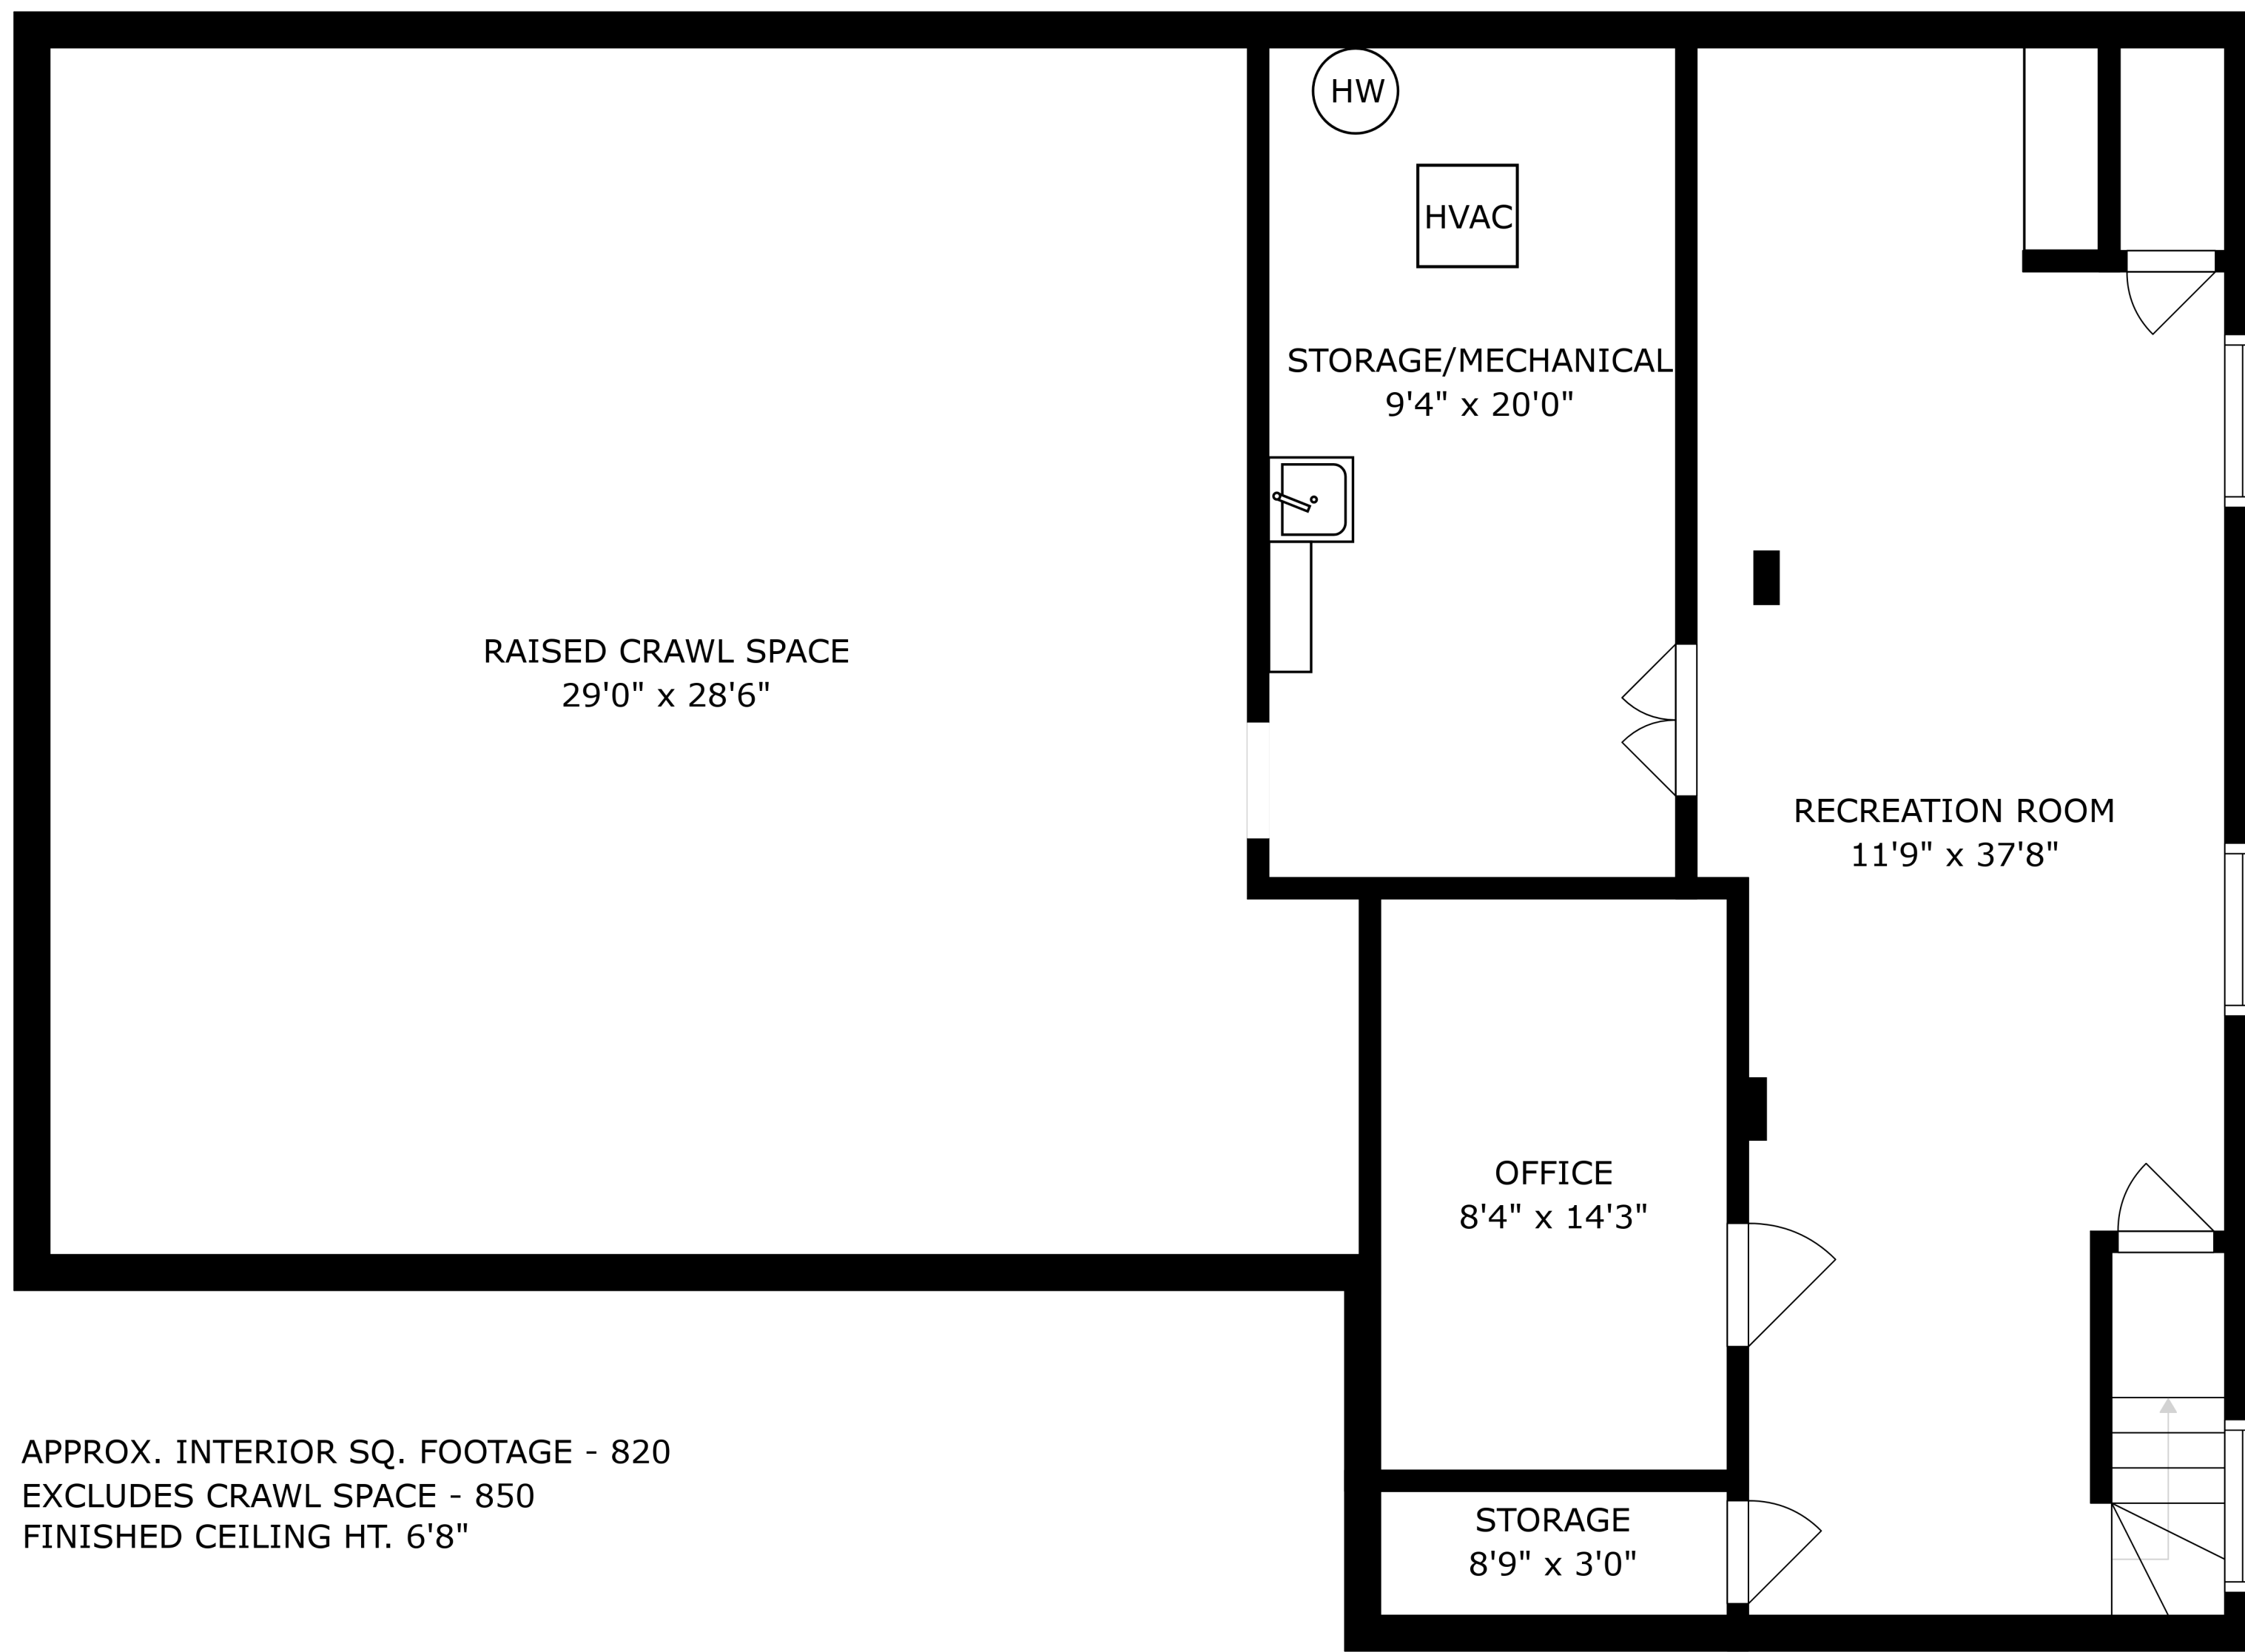 HW
HVAC
STORAGE/MECHANICAL
9'4" x 20'0"
RAISED CRAWL SPACE
29'0" x 28'6"
RECREATION ROOM
11'9" x 37'8"
OFFICE
8'4" x 14'3"
APPROX. INTERIOR SQ. FOOTAGE - 820
EXCLUDES CRAWL SPACE - 850
FINISHED CEILING HT. 6'8"
STORAGE
8'9" x 3'0"